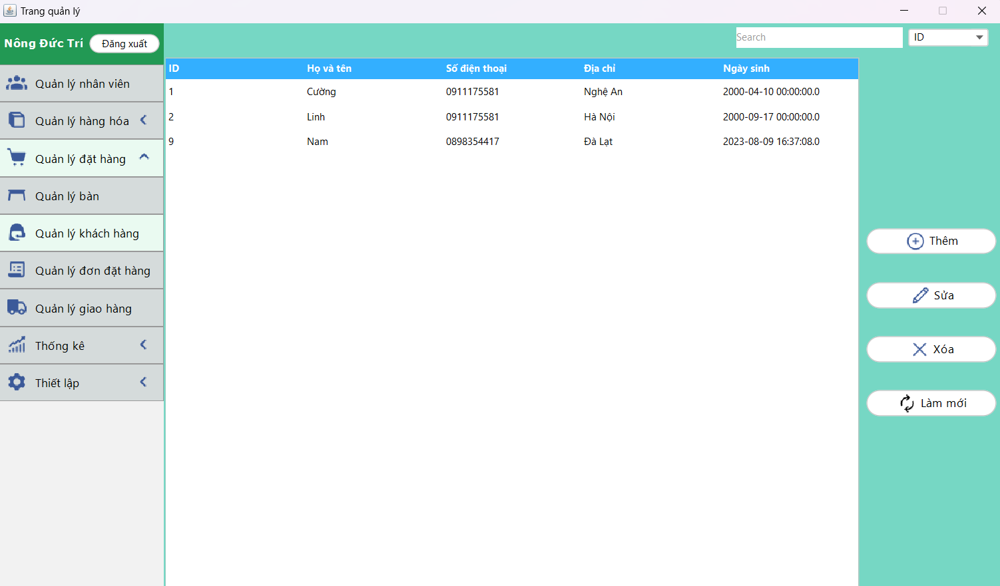 Trang quản lý
Nông Đức Trí
Đăng xuất
Search
ID
Quản lý nhân viên
Quản lý hàng hóa
Quản lý đặt hàng
Quản lý bàn
Quản lý khách hàng
Quản lý đơn đặt hàng
Quản lý giao hàng
Thống kê
Thiết lập
ID Họ và tên Số điện thoại Địa chỉ Ngày sinh
1 Cường 0911175581 Nghệ An 2000-04-10 00:00:00.0
2 Linh 0911175581 Hà Nội 2000-09-17 00:00:00.0
9 Nam 0898354417 Đà Lạt 2023-08-09 16:37:08.0
Thêm
Sửa
Xóa
Làm mới